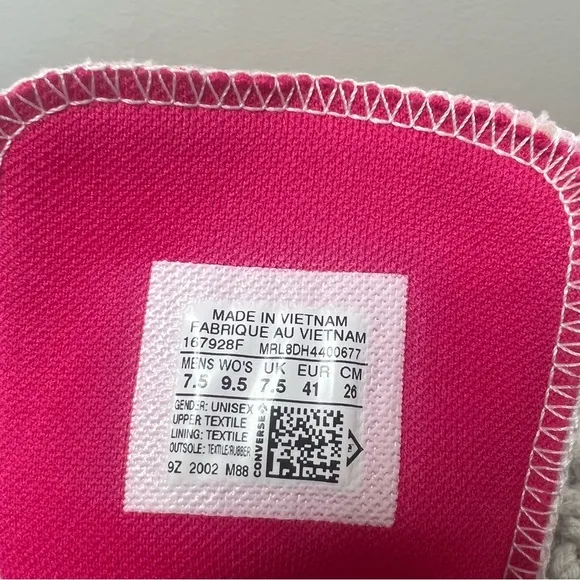 MADE IN VIETNAM
FABRIQUE AU VIETNAM
167928F MRL8DH4400677
MENS WO'S UK EUR CM
7.5 9.5 7.5 41 26
GENDER: UNISEX
UPPER TEXTILE
LINING: TEXTILE
OUTSOLE: TEXTILE/RUBBER
9Z 2002 M88
CONVERSE